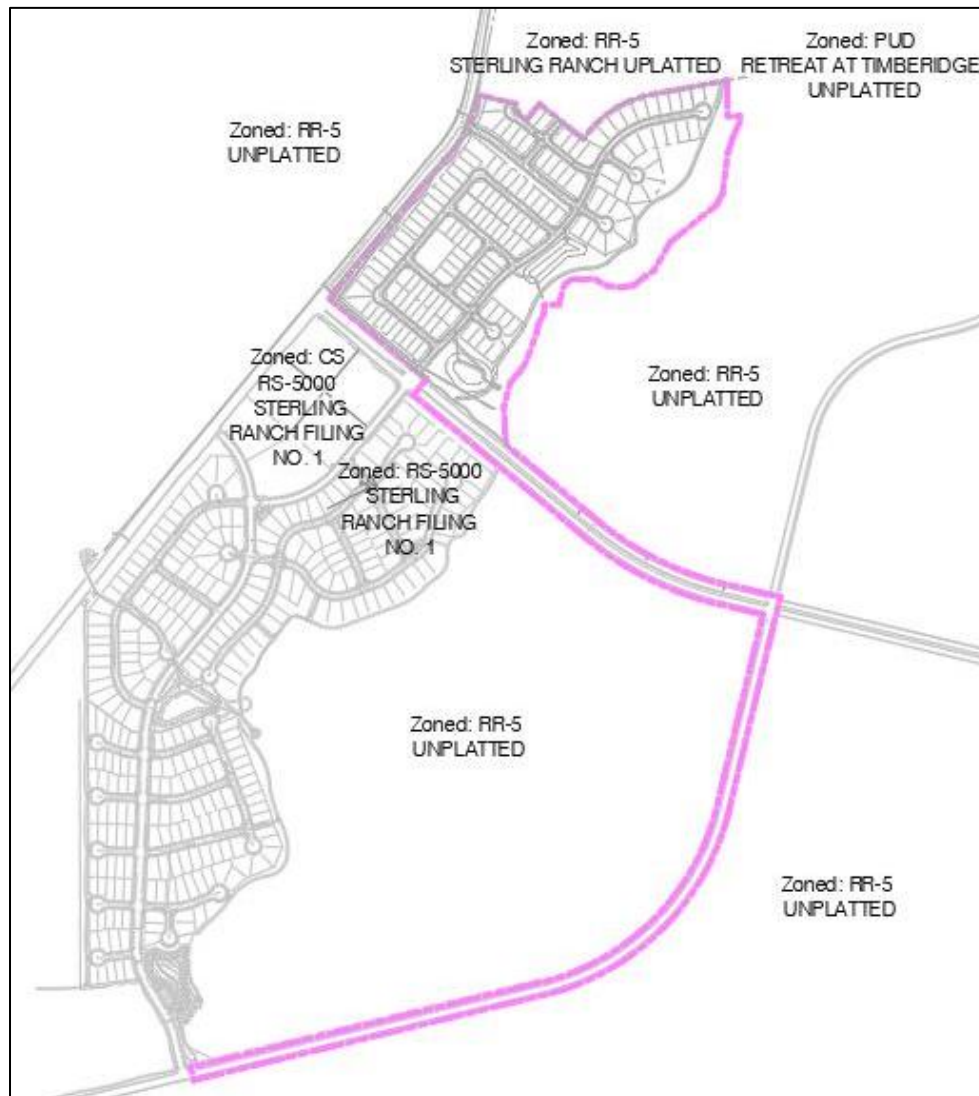 Zoned: RR-5
STERLING RANCH UPLATTED
Zoned: PUD
RETREAT AT TIMBERIDGE
UNPLATTED
Zoned: RR-5
UNPLATTED
Zoned: CS
RS-5000
STERLING
RANCH FILING
NO. 1
Zoned: RS-5000
STERLING
RANCH FILING
NO. 1
Zoned: RR-5
UNPLATTED
Zoned: RR-5
UNPLATTED
Zoned: RR-5
UNPLATTED